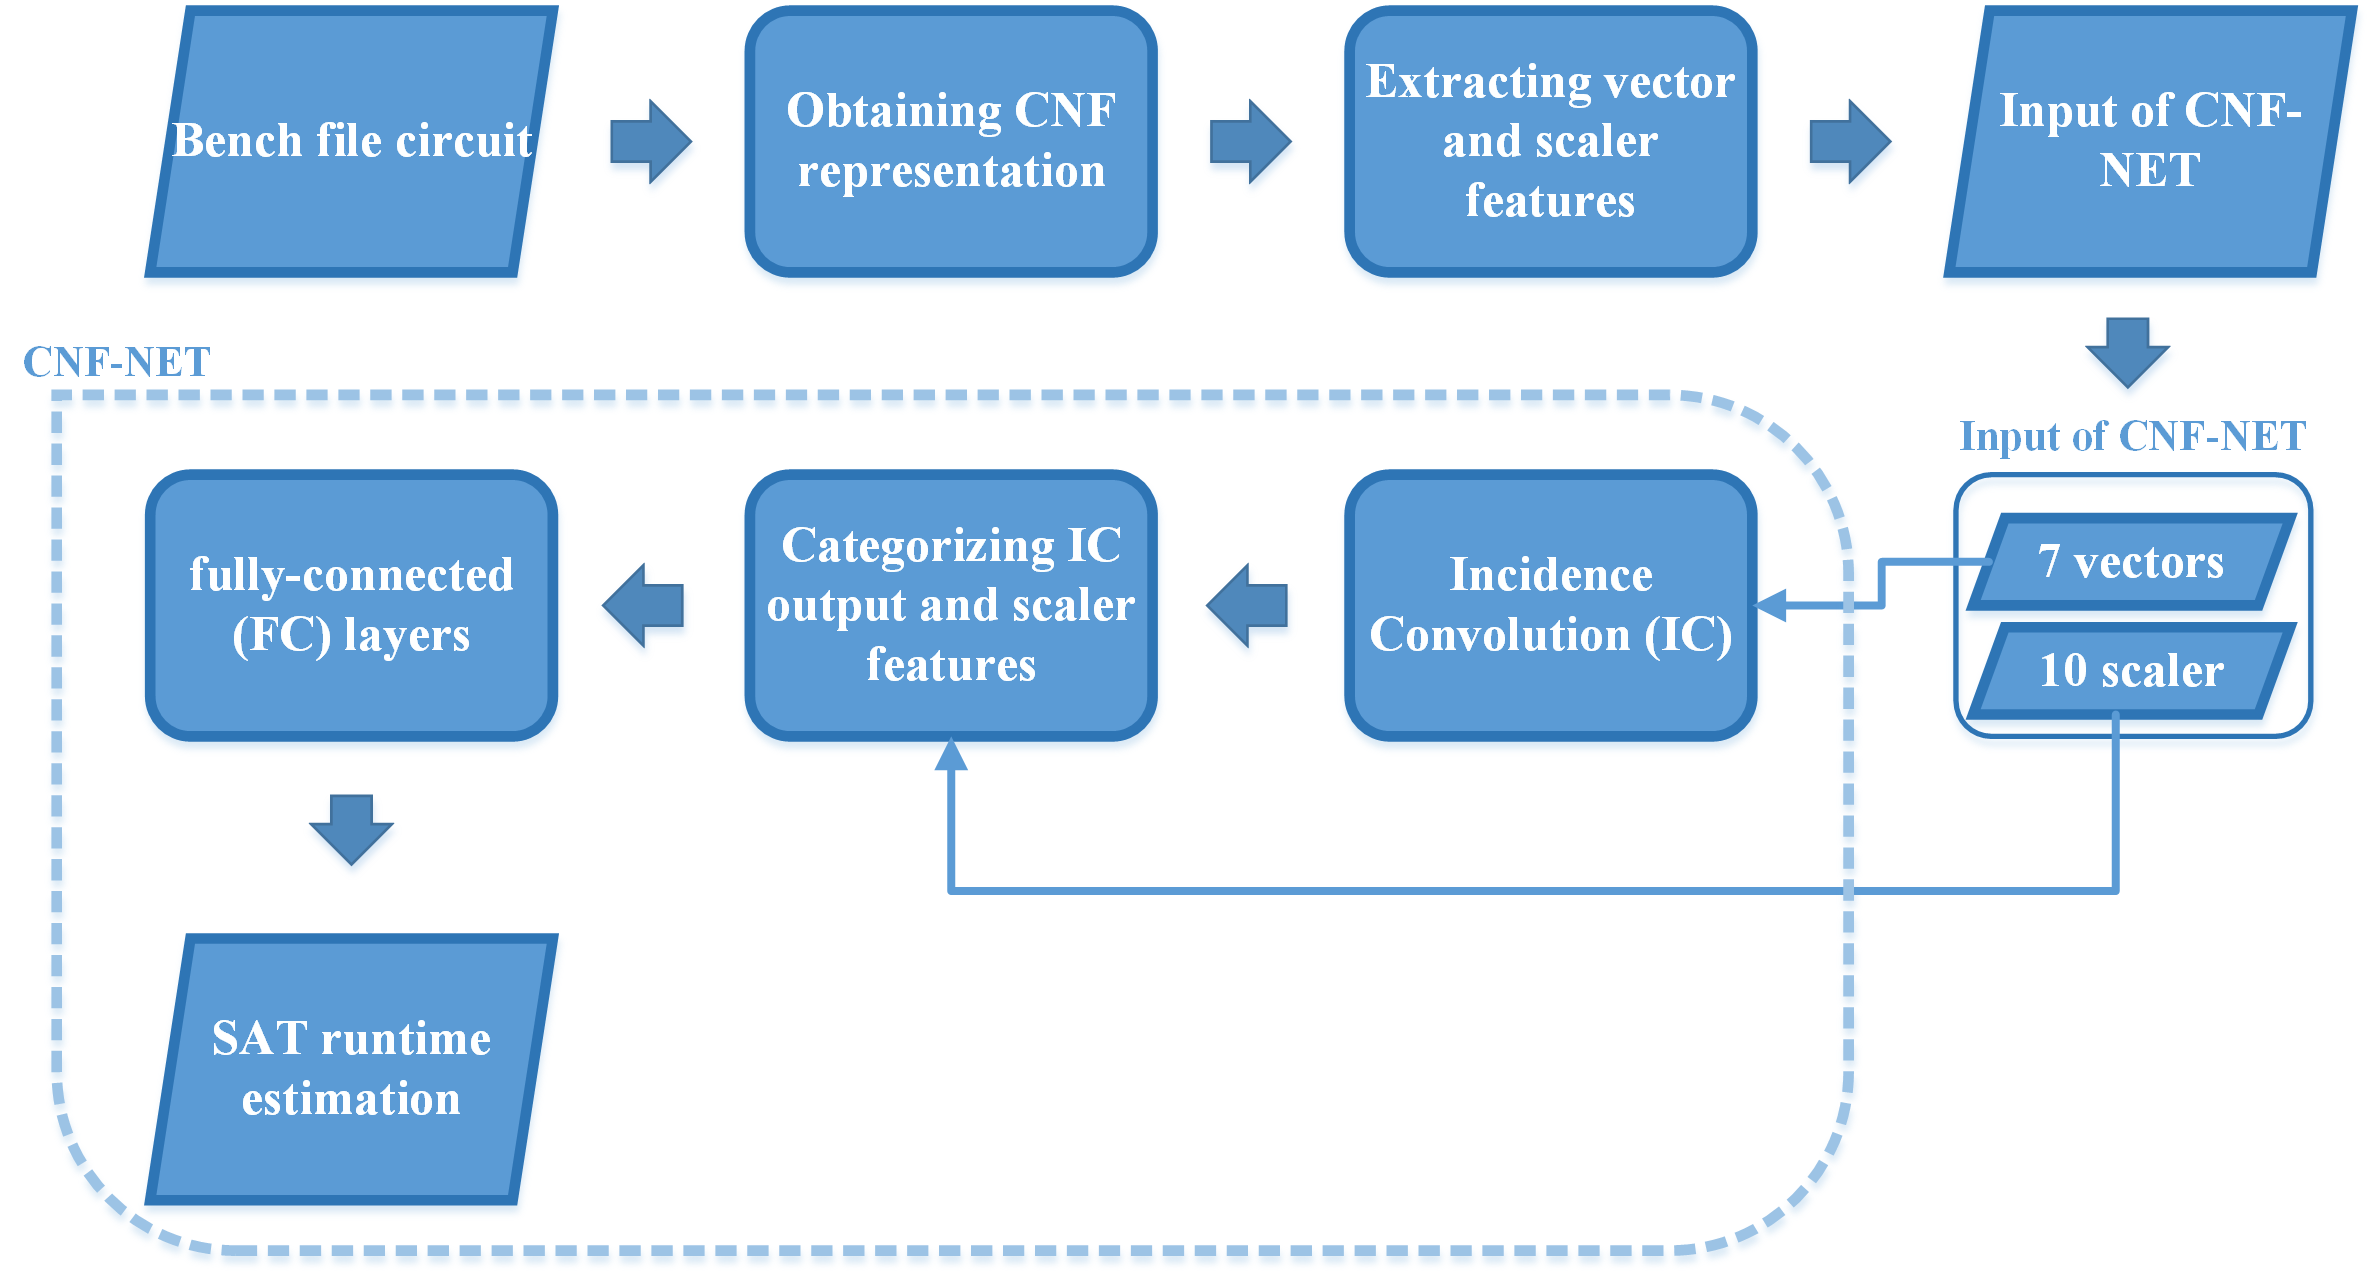 Bench file circuit
Obtaining CNF
representation
Extracting vector
and scaler
features
Input of CNF-
NET
CNF-NET
Input of CNF-NET
7 vectors
10 scaler
Incidence
Convolution (IC)
Categorizing IC
output and scaler
features
fully-connected
(FC) layers
SAT runtime
estimation